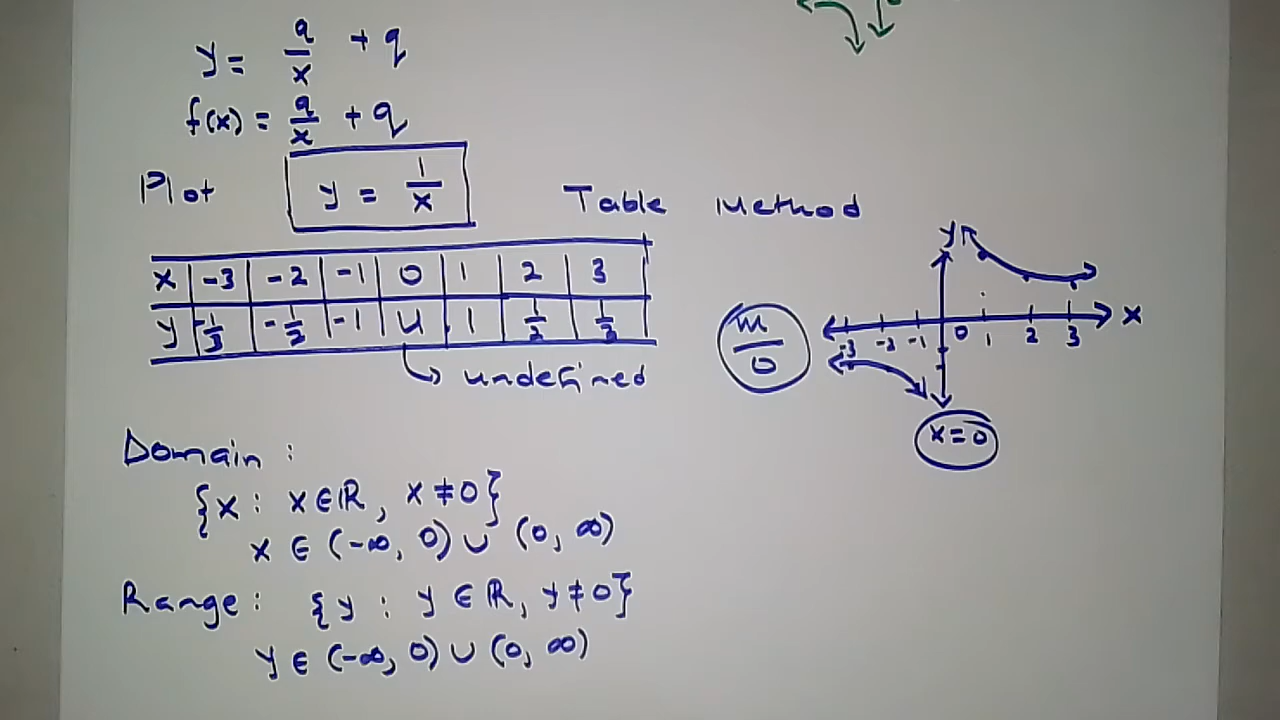 y = a/x + q
f(x) = a/x + q
Plot y = 1/x Table Method
x -3 -2 -1 0 1 2 3
y -1/3 -1/2 -1 u 1 1/2 1/3
undefined
y
x
-3 -2 -1 0 1 2 3
m/0
x=0
Domain :
{x : x∈ℝ, x≠0}
x ∈ (-∞, 0) ∪ (0, ∞)
Range : {y : y ∈ ℝ, y≠0}
y ∈ (-∞, 0) ∪ (0, ∞)